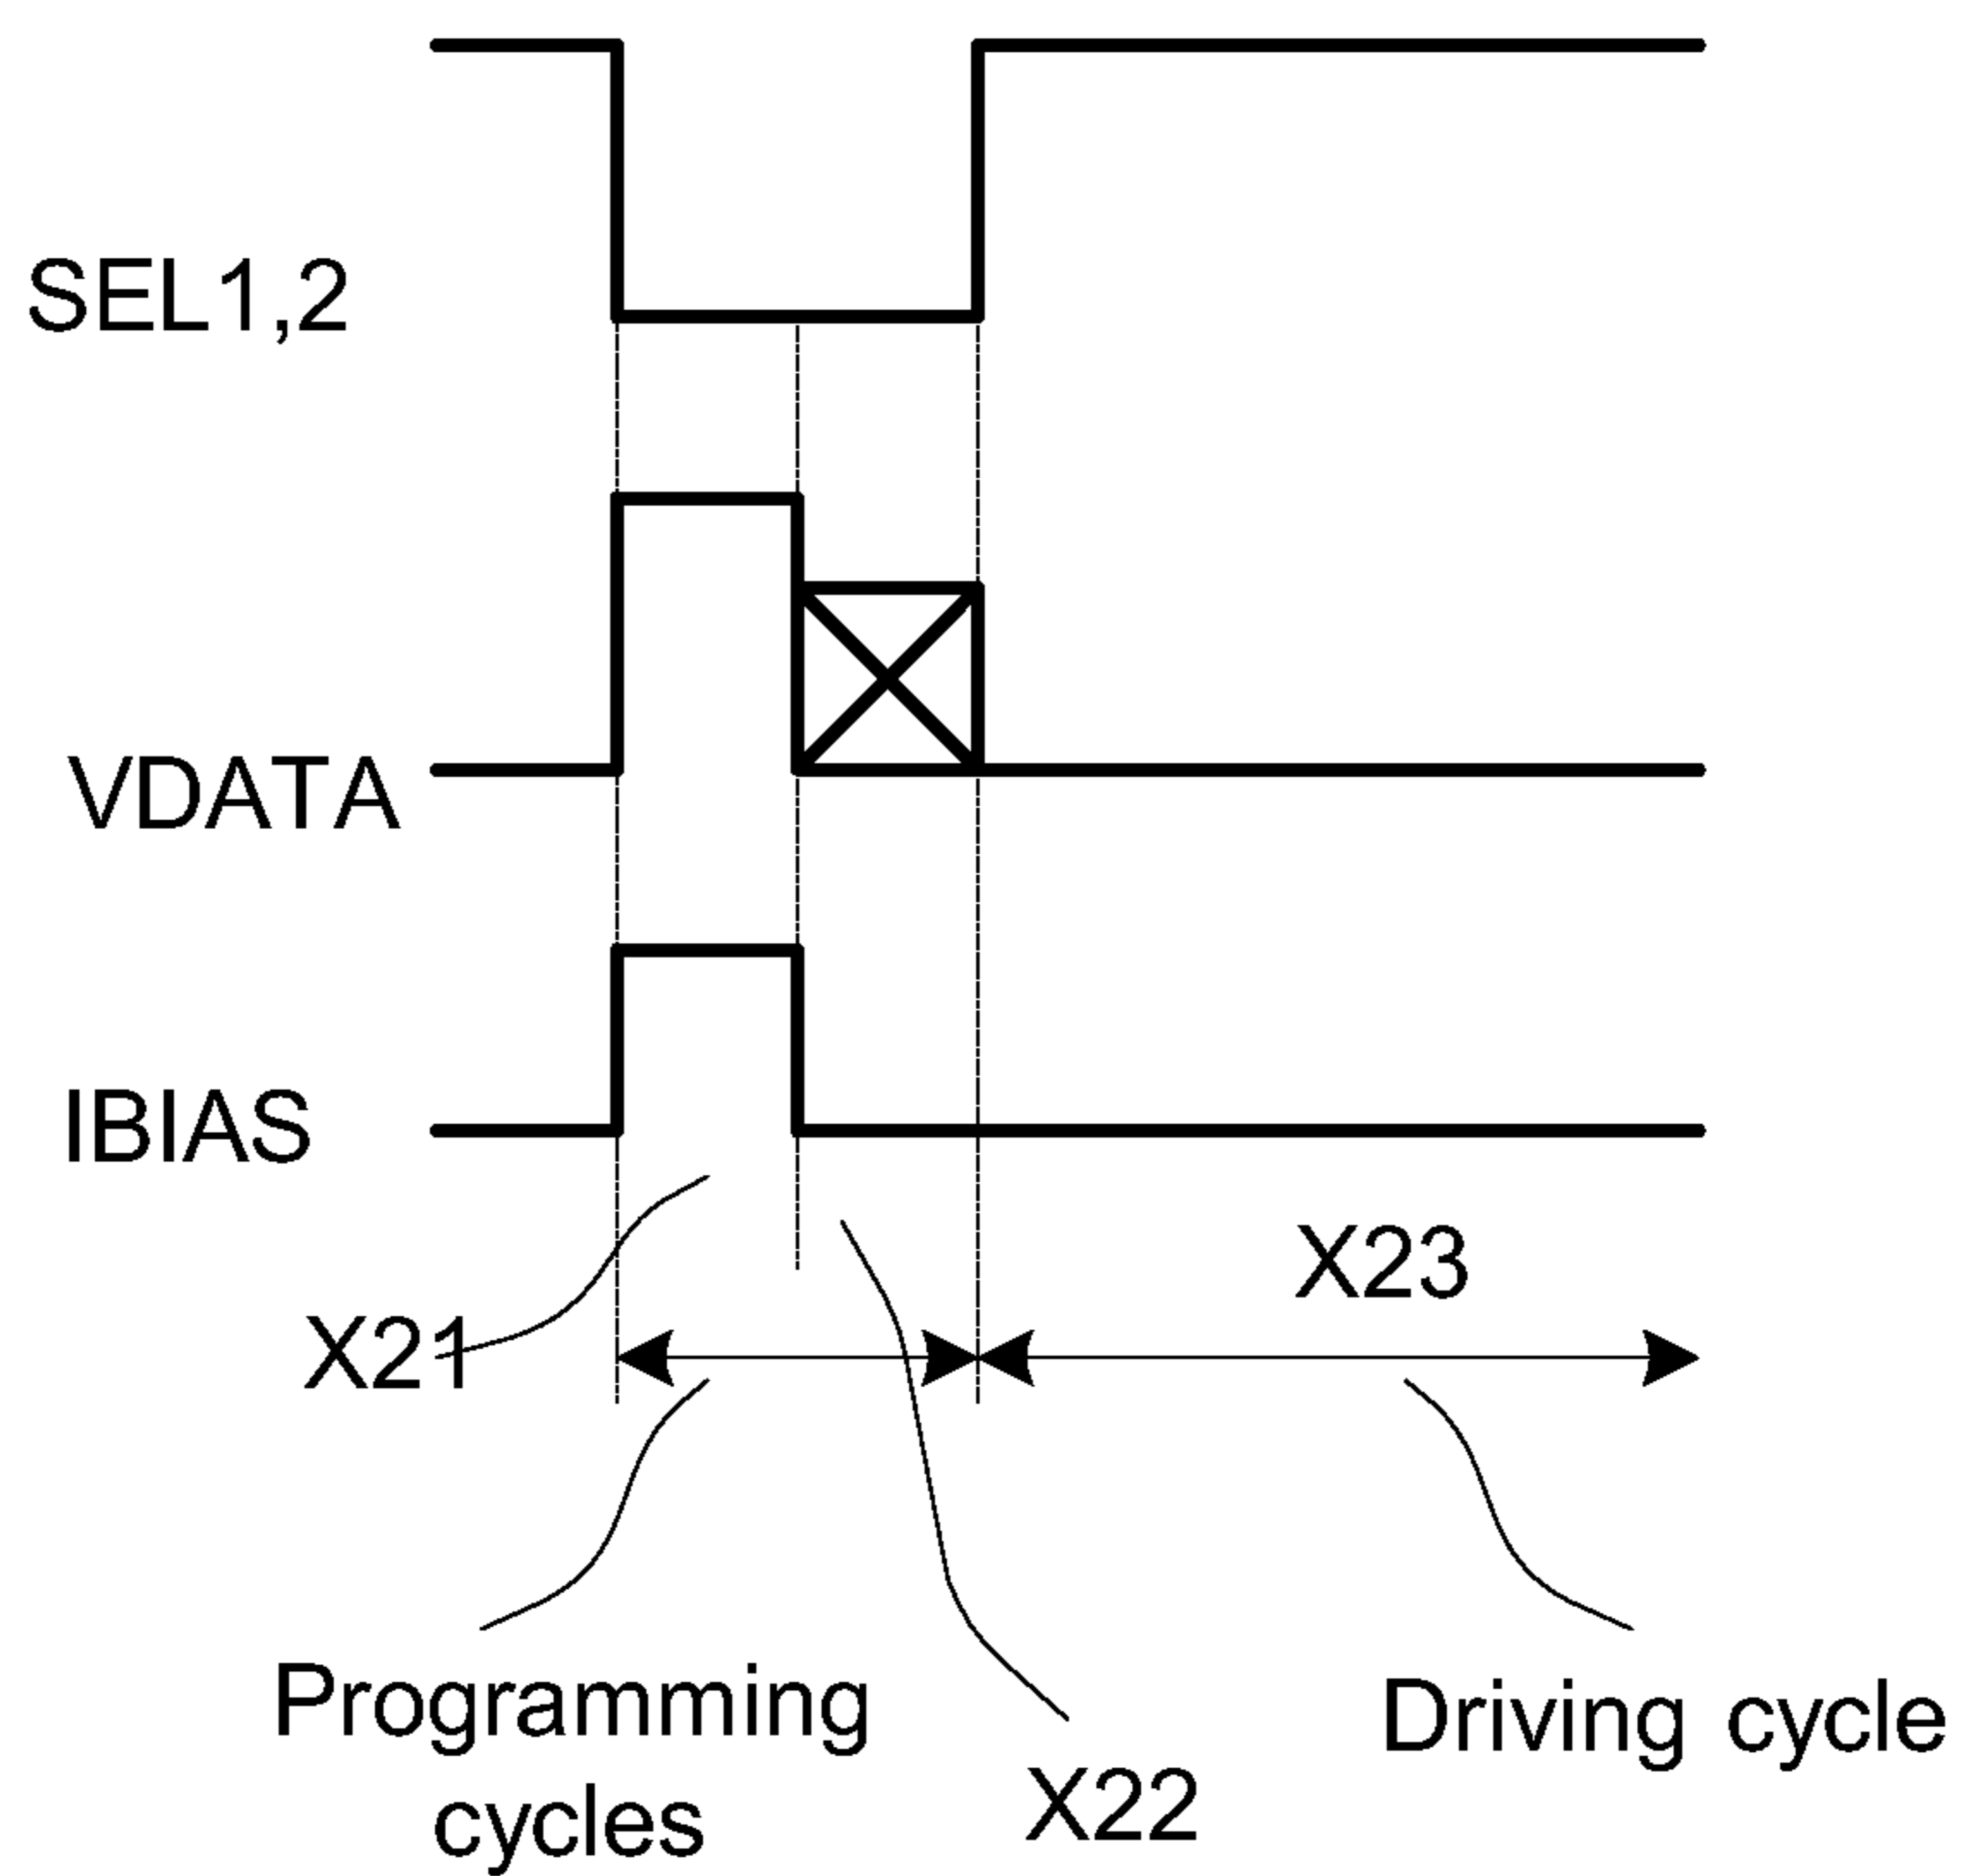 SEL1,2
VDATA
IBIAS
X23
X21
Programming
cycles
Driving cycle
X22